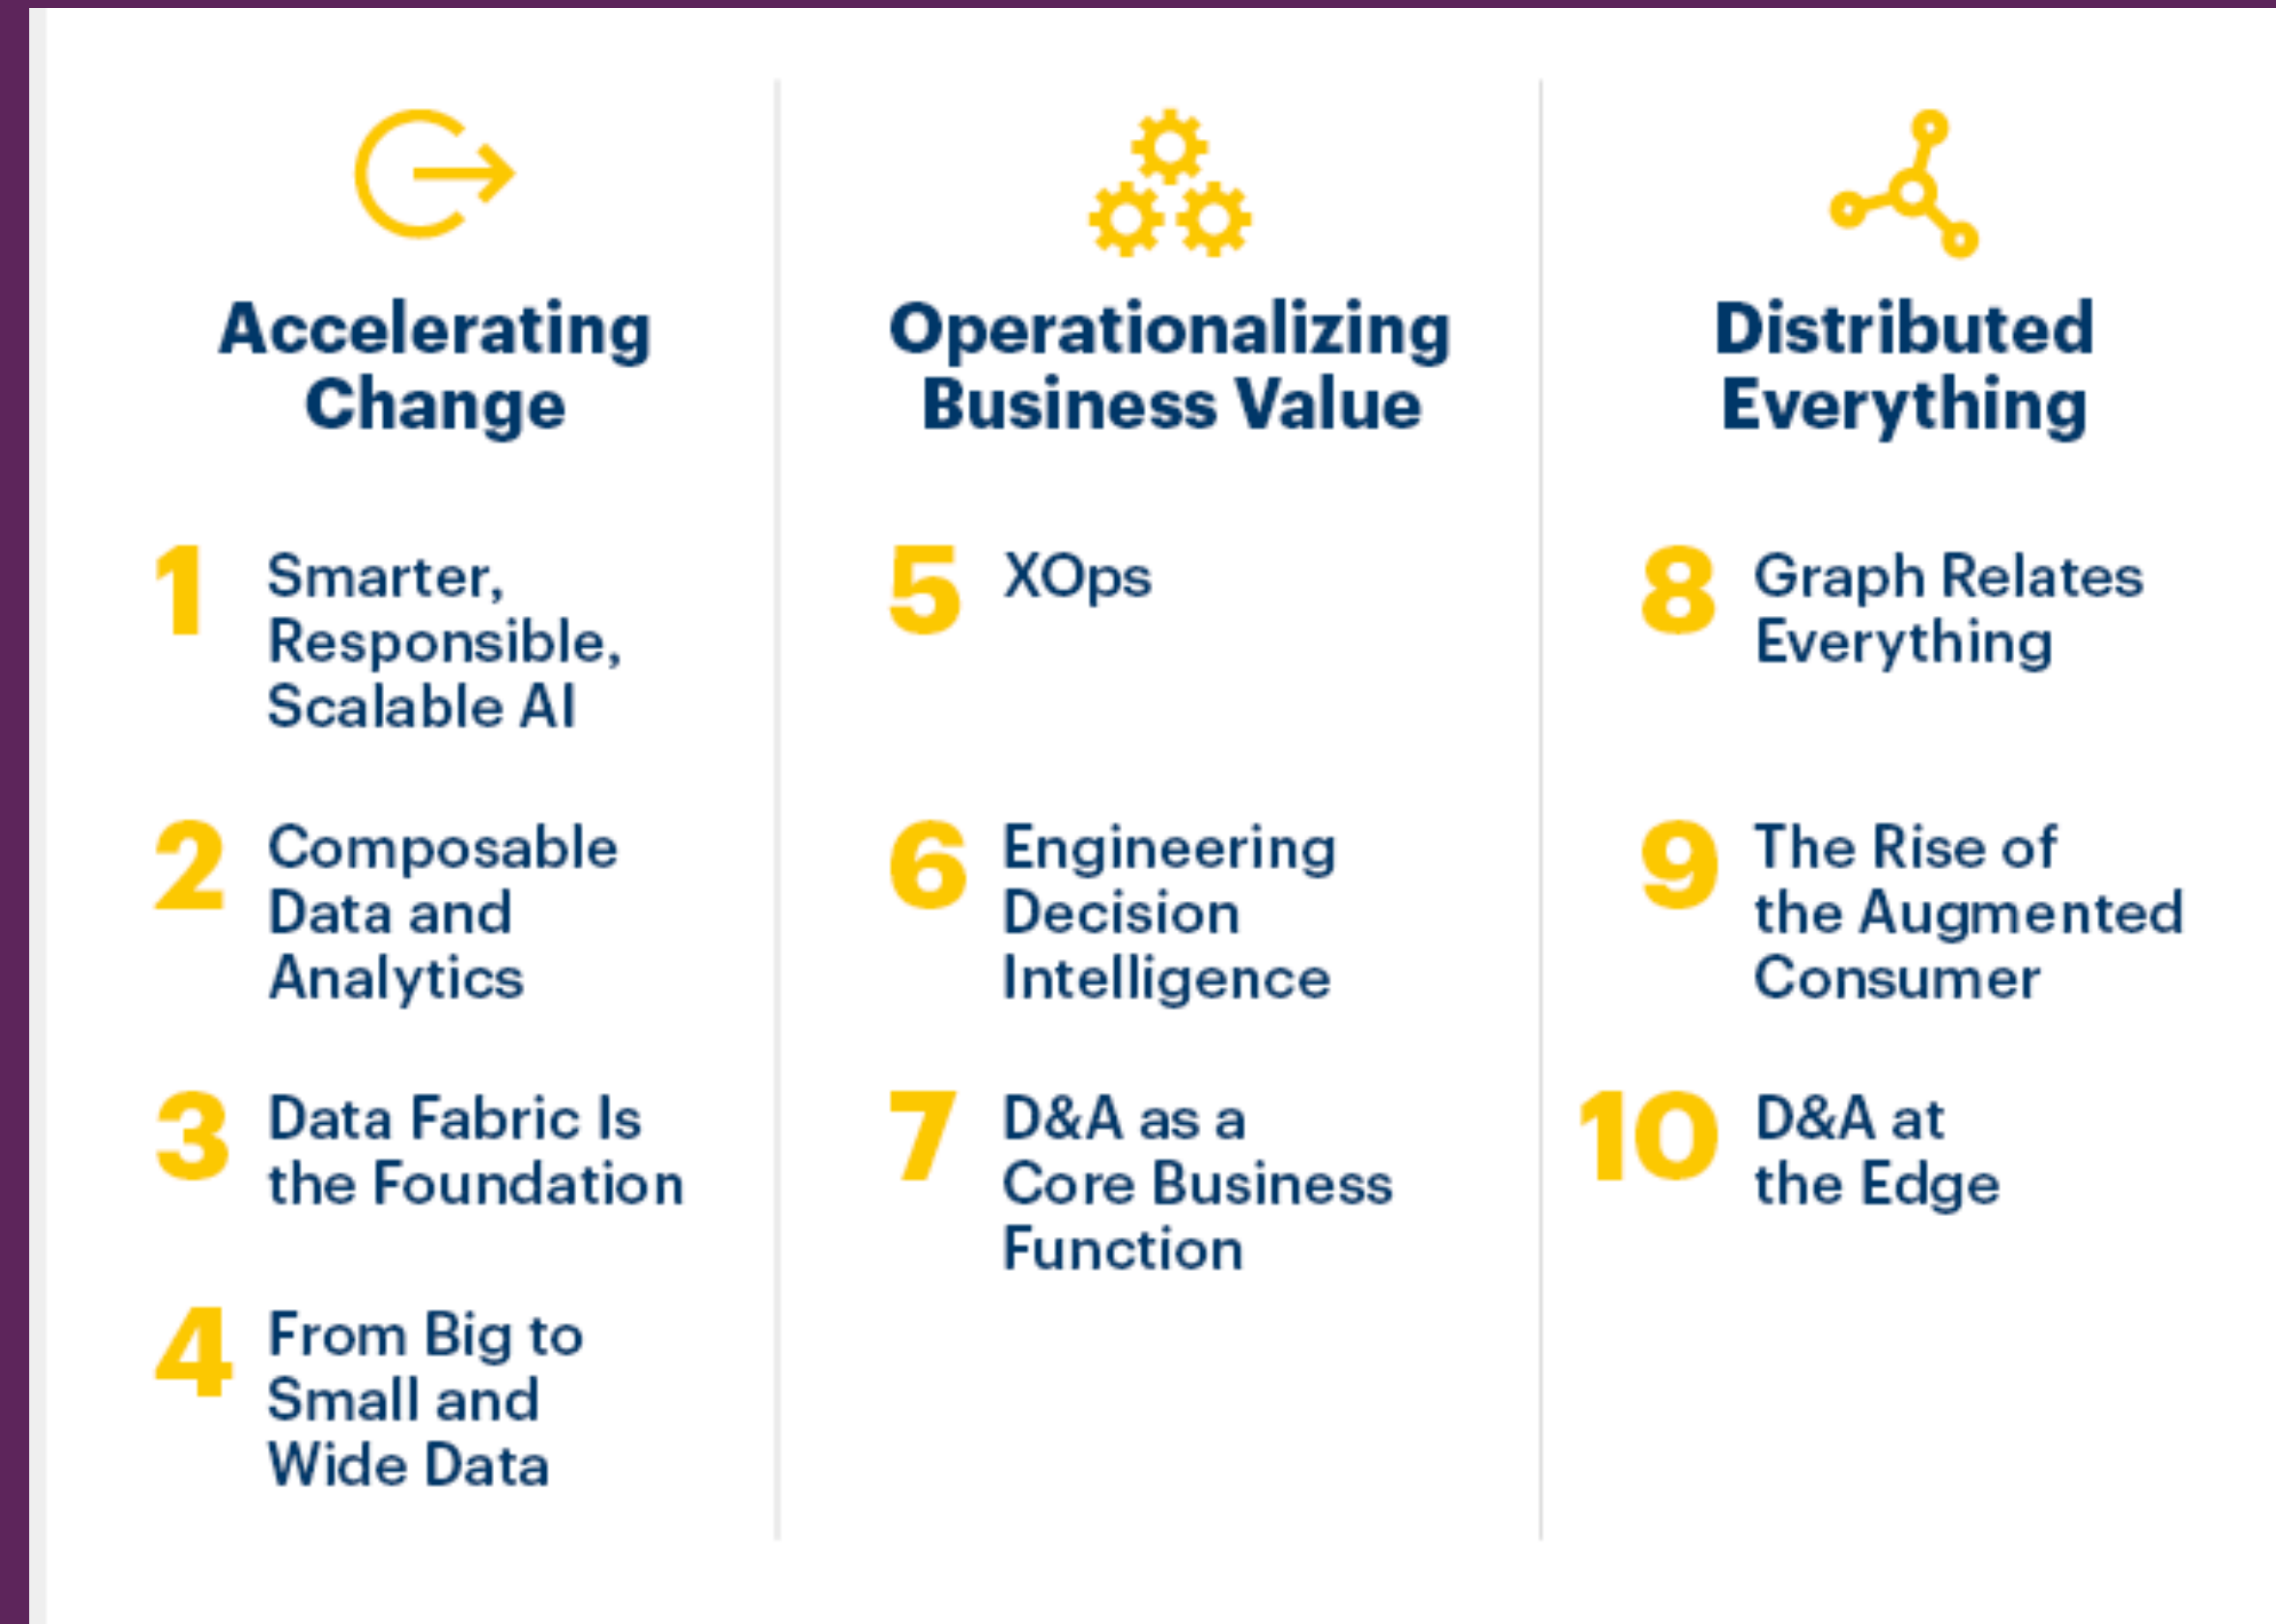 Accelerating
Change
1
Smarter,
Responsible,
Scalable AI
2
Composable
Data and
Analytics
3
Data Fabric Is
the Foundation
4
From Big to
Small and
Wide Data
Operationalizing
Business Value
5
XOps
6
Engineering
Decision
Intelligence
7
D&A as a
Core Business
Function
Distributed
Everything
8
Graph Relates
Everything
9
The Rise of
the Augmented
Consumer
10
D&A at
the Edge